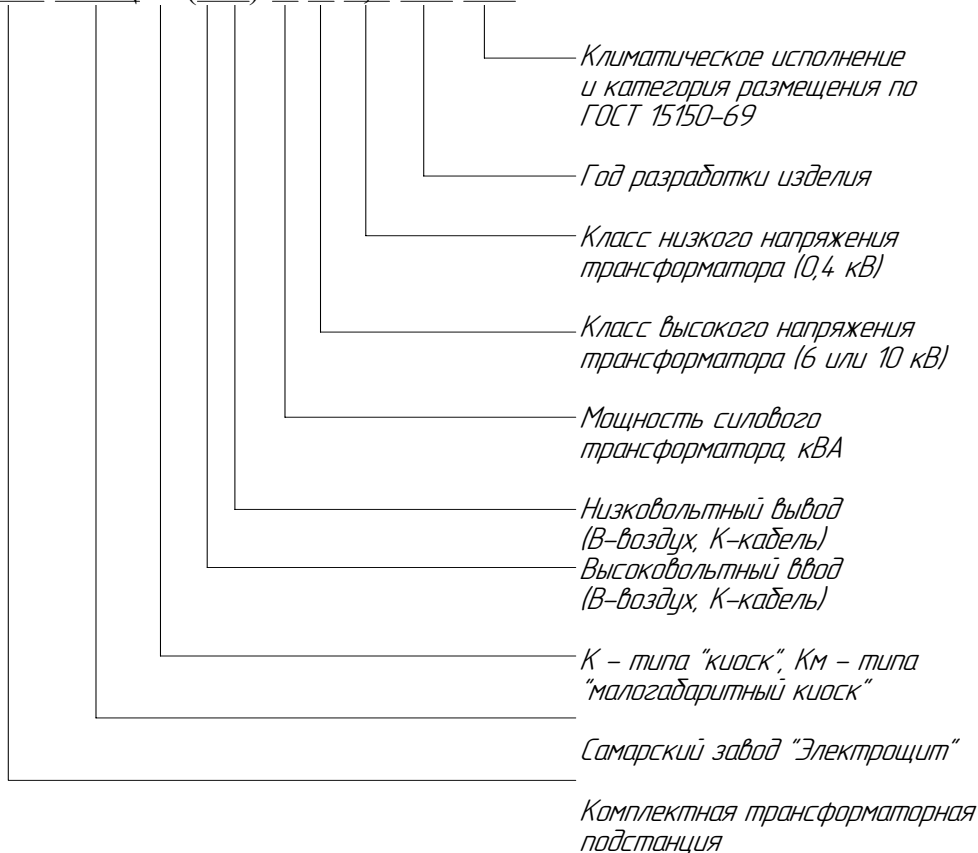 Климатическое исполнение
и категория размещения по
ГОСТ 15150–69
Год разработки изделия
Класс низкого напряжения
трансформатора (0,4 кВ)
Класс высокого напряжения
трансформатора (6 или 10 кВ)
Мощность силового
трансформатора, кВА
Низковольтный вывод
(В–воздух, К–кабель)
Высоковольтный ввод
(В–воздух, К–кабель)
К – типа "киоск", Км – типа
"малогабаритный киоск"
Самарский завод "Электрощит"
Комплектная трансформаторная
подстанция